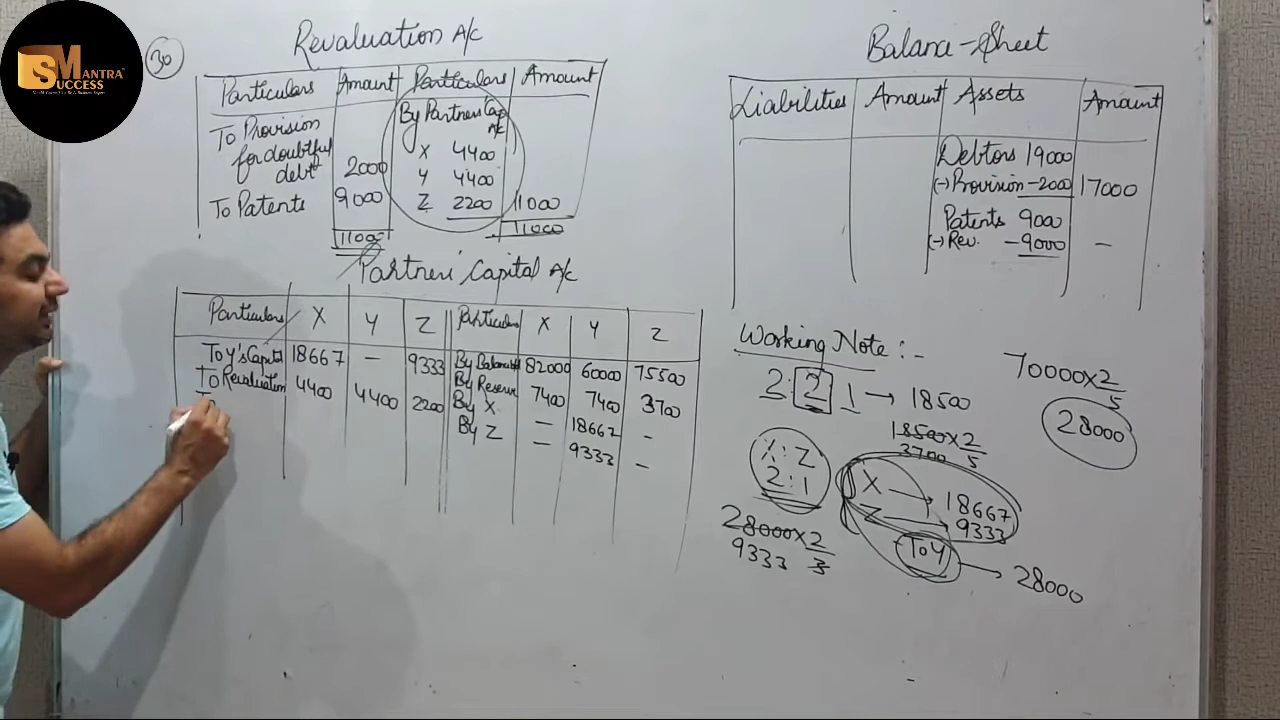 SMANTRA
SUCCESS
30
Revaluation A/c
Particulars Amount Particulars Amount
To Provision
for doubtful
debt 2000
To Patents 9000
11000
By Partners Cap
A/c
X 4400
Y 4400
Z 2200 11000
11000
Partners' Capital A/c
Particulars X Y Z Particulars X Y Z
To Y's Capital 18667 — 9333
To Revaluation 4400 4400 2200
To
82000 60000 75500
By Reserve 7400 7400 3700
By X — 18667 -
By Z — 9333 -
Balance-Sheet
Liabilities Amount Assets Amount
Debtors 19000
(-) Provision -2000 17000
Patents 9000
(-) Rev. -9000 —
Working Note :-
2:2 1 → 18500
18500×2
3700 5
70000×2
5
28000
X:Z
2:1
28000×2
9333 3
X → 18667
Z → 9333
To Y → 28000